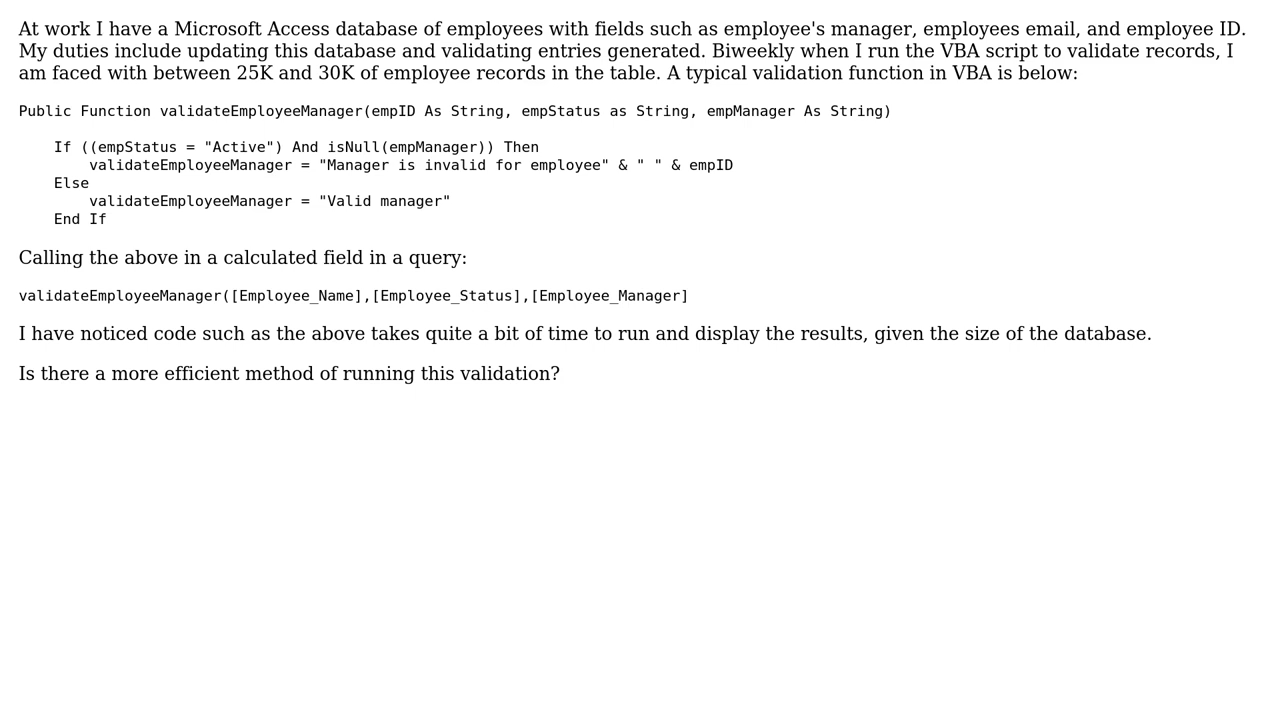 At work I have a Microsoft Access database of employees with fields such as employee's manager, employees email, and employee ID.
My duties include updating this database and validating entries generated. Biweekly when I run the VBA script to validate records, I
am faced with between 25K and 30K of employee records in the table. A typical validation function in VBA is below:
Public Function validateEmployeeManager(empID As String, empStatus as String, empManager As String)
    If ((empStatus = "Active") And isNull(empManager)) Then
        validateEmployeeManager = "Manager is invalid for employee" & " " & empID
    Else
        validateEmployeeManager = "Valid manager"
    End If
Calling the above in a calculated field in a query:
validateEmployeeManager([Employee_Name],[Employee_Status],[Employee_Manager]
I have noticed code such as the above takes quite a bit of time to run and display the results, given the size of the database.
Is there a more efficient method of running this validation?